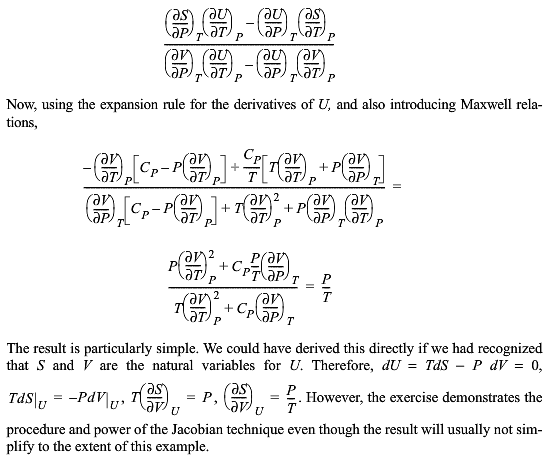 \frac{\left(\frac{\partial S}{\partial P}\right)_T \left(\frac{\partial U}{\partial T}\right)_P - \left(\frac{\partial U}{\partial P}\right)_T \left(\frac{\partial S}{\partial T}\right)_P}{\left(\frac{\partial V}{\partial P}\right)_T \left(\frac{\partial U}{\partial T}\right)_P - \left(\frac{\partial U}{\partial P}\right)_T \left(\frac{\partial V}{\partial T}\right)_P}
Now, using the expansion rule for the derivatives of U, and also introducing Maxwell rela-
tions,
\frac{-\left(\frac{\partial V}{\partial T}\right)_P \left[C_P - P\left(\frac{\partial V}{\partial T}\right)_P\right] + \frac{C_P}{T}\left[T\left(\frac{\partial V}{\partial T}\right)_P + P\left(\frac{\partial V}{\partial P}\right)_T\right]}{\left(\frac{\partial V}{\partial P}\right)_T \left[C_P - P\left(\frac{\partial V}{\partial T}\right)_P\right] + T\left(\frac{\partial V}{\partial T}\right)_P^2 + P\left(\frac{\partial V}{\partial P}\right)_T \left(\frac{\partial V}{\partial T}\right)_P} =
\frac{P\left(\frac{\partial V}{\partial T}\right)_P^2 + C_P\frac{P}{T}\left(\frac{\partial V}{\partial P}\right)_T}{T\left(\frac{\partial V}{\partial T}\right)_P^2 + C_P\left(\frac{\partial V}{\partial P}\right)_T} = \frac{P}{T}
The result is particularly simple. We could have derived this directly if we had recognized
that S and V are the natural variables for U. Therefore, dU = TdS – P dV = 0,
TdS|_U = –PdV|_U, T\left(\frac{\partial S}{\partial V}\right)_U = P, \left(\frac{\partial S}{\partial V}\right)_U = \frac{P}{T}. However, the exercise demonstrates the
procedure and power of the Jacobian technique even though the result will usually not sim-
plify to the extent of this example.